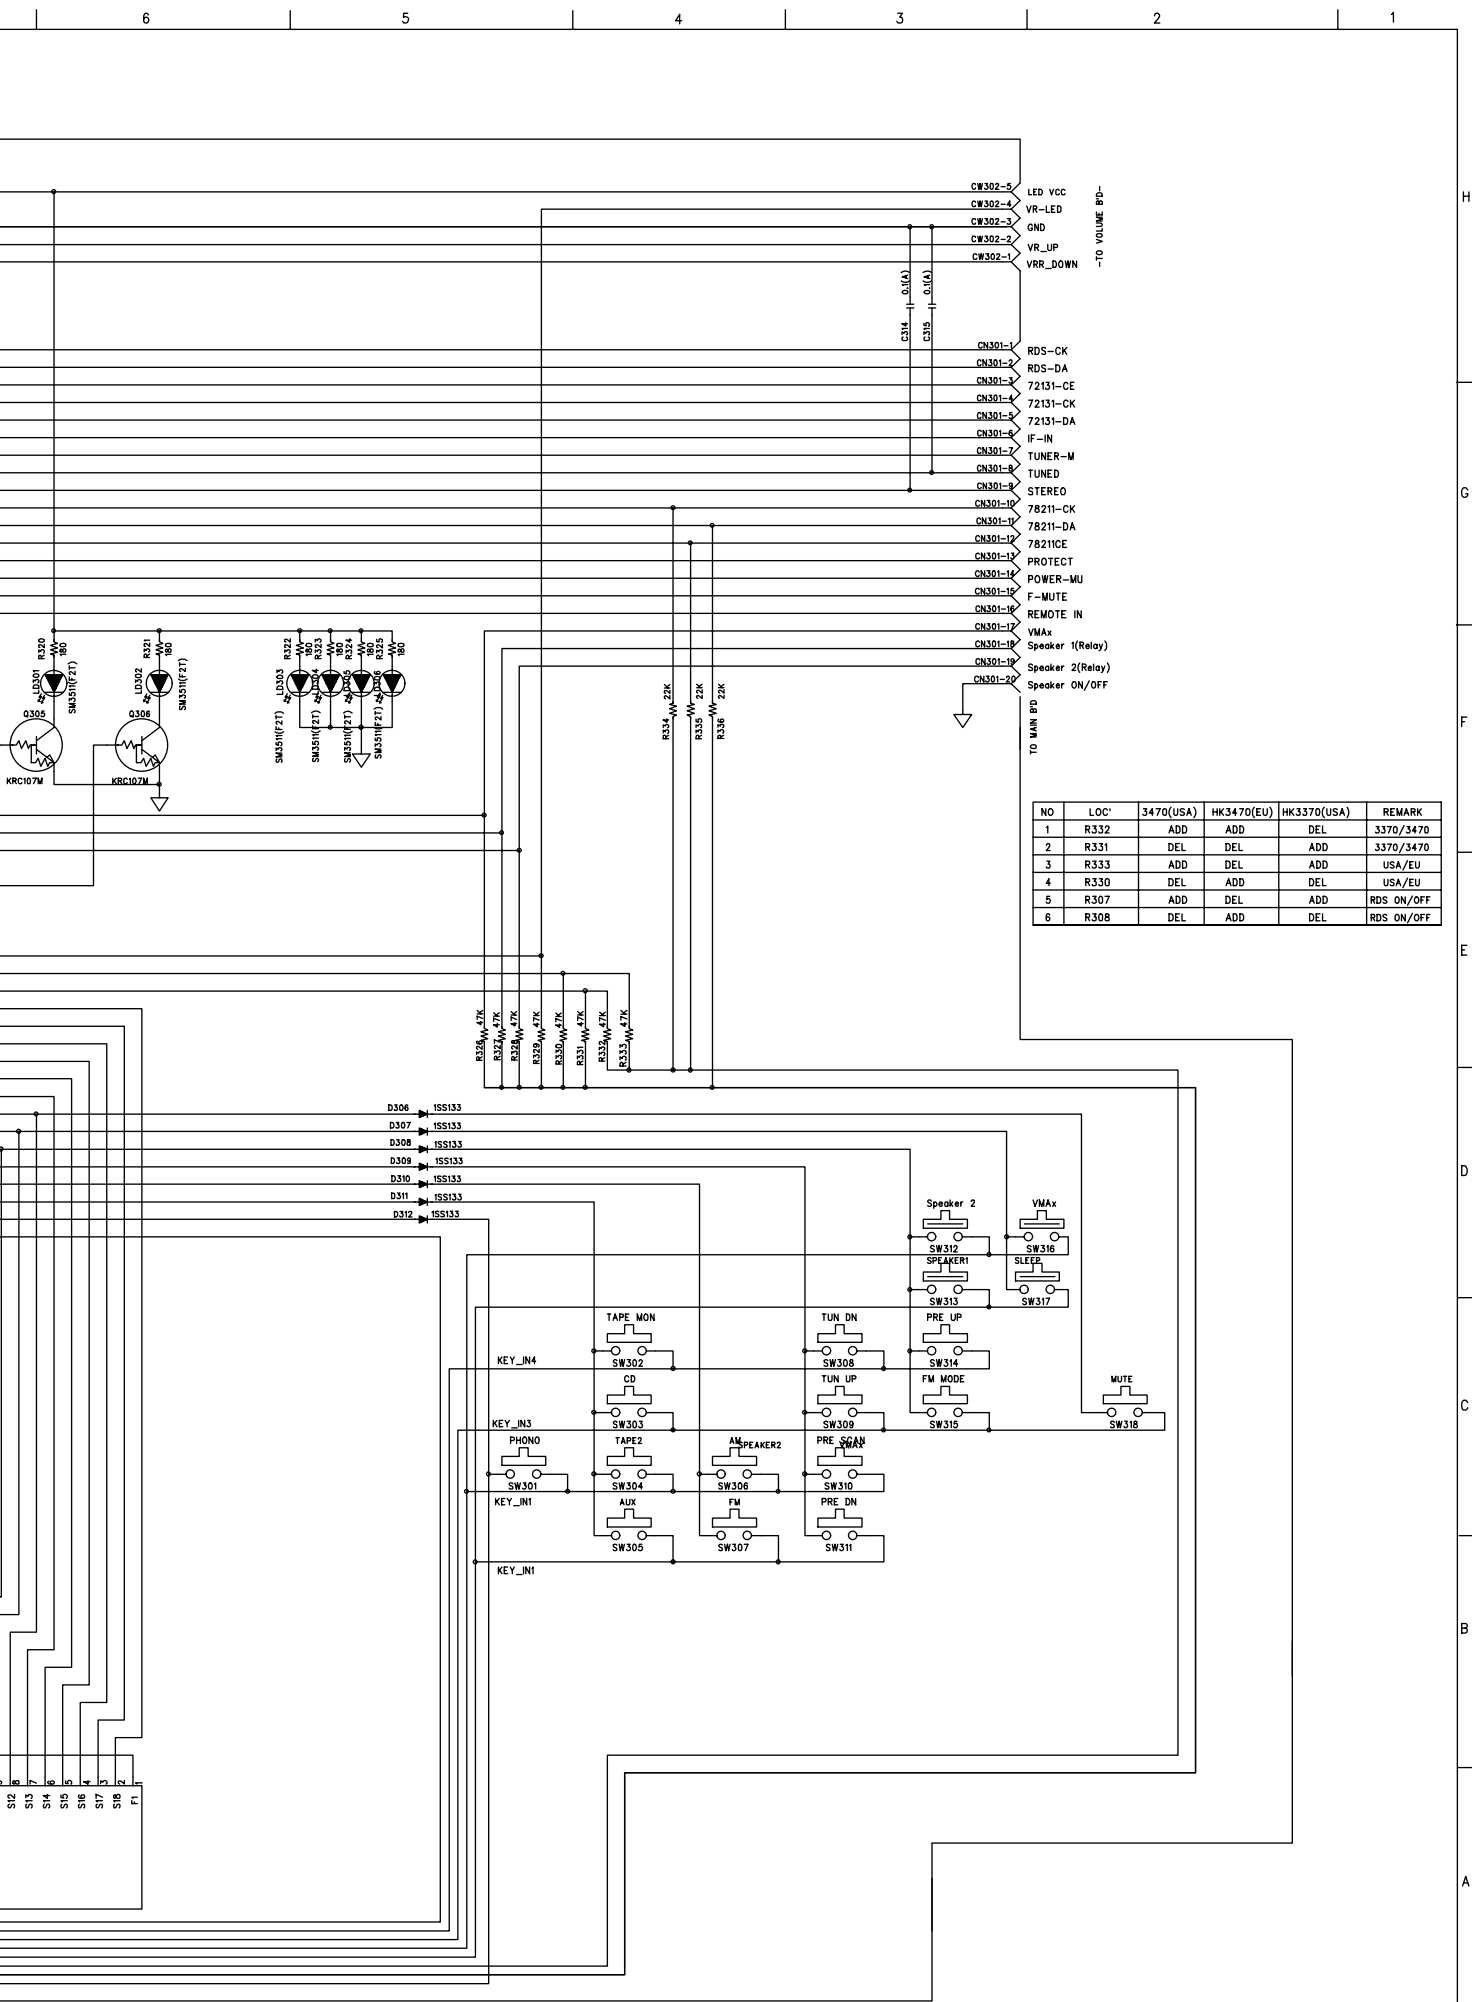 6 5 4 3 2 1
H
G
F
E
D
C
B
A
CW302-5 LED VCC
CW302-4 VR-LED
CW302-3 GND
CW302-2 VR_UP
CW302-1 VRR_DOWN
-TO VOLUME B'D-
0.1(A) 0.1(A)
C314 C315
CN301-1 RDS-CK
CN301-2 RDS-DA
CN301-3 72131-CE
CN301-4 72131-CK
CN301-5 72131-DA
CN301-6 IF-IN
CN301-7 TUNER-M
CN301-8 TUNED
CN301-9 STEREO
CN301-10 78211-CK
CN301-11 78211-DA
CN301-12 78211CE
CN301-13 PROTECT
CN301-14 POWER-MU
CN301-15 F-MUTE
CN301-16 REMOTE IN
CN301-17 VMAx
CN301-18 Speaker 1(Relay)
CN301-19 Speaker 2(Relay)
CN301-20 Speaker ON/OFF
TO MAIN B'D
R320 180
R321 180
R322 180
R323 180
R324 180
R325 180
LD301 SM3511(F2T)
LD302 SM3511(F2T)
LD303 SM3511(F2T)
LD304 SM3511(F2T)
LD305 SM3511(F2T)
LD306 SM3511(F2T)
Q305 KRC107M
Q306 KRC107M
R334 22K
R335 22K
R336 22K
NO LOC' 3470(USA) HK3470(EU) HK3370(USA) REMARK
1 R332 ADD ADD DEL 3370/3470
2 R331 DEL DEL ADD 3370/3470
3 R333 ADD DEL ADD USA/EU
4 R330 DEL ADD DEL USA/EU
5 R307 ADD DEL ADD RDS ON/OFF
6 R308 DEL ADD DEL RDS ON/OFF
R326 47K
R327 47K
R328 47K
R329 47K
R330 47K
R331 47K
R332 47K
R333 47K
D306 1SS133
D307 1SS133
D308 1SS133
D309 1SS133
D310 1SS133
D311 1SS133
D312 1SS133
Speaker 2 VMAx
SW312 SW316
SPEAKER1 SLEEP
SW313 SW317
TAPE MON TUN DN PRE UP
KEY_IN4 SW302 SW308 SW314
CD TUN UP FM MODE MUTE
KEY_IN3 SW303 SW309 SW315 SW318
PHONO TAPE2 AM SPEAKER2 PRE SCAN VMAx
SW301 SW304 SW306 SW310
KEY_IN1 AUX FM PRE DN
SW305 SW307 SW311
KEY_IN1
8 7 6 5 4 3 2 1
S12 S13 S14 S15 S16 S17 S18 F1